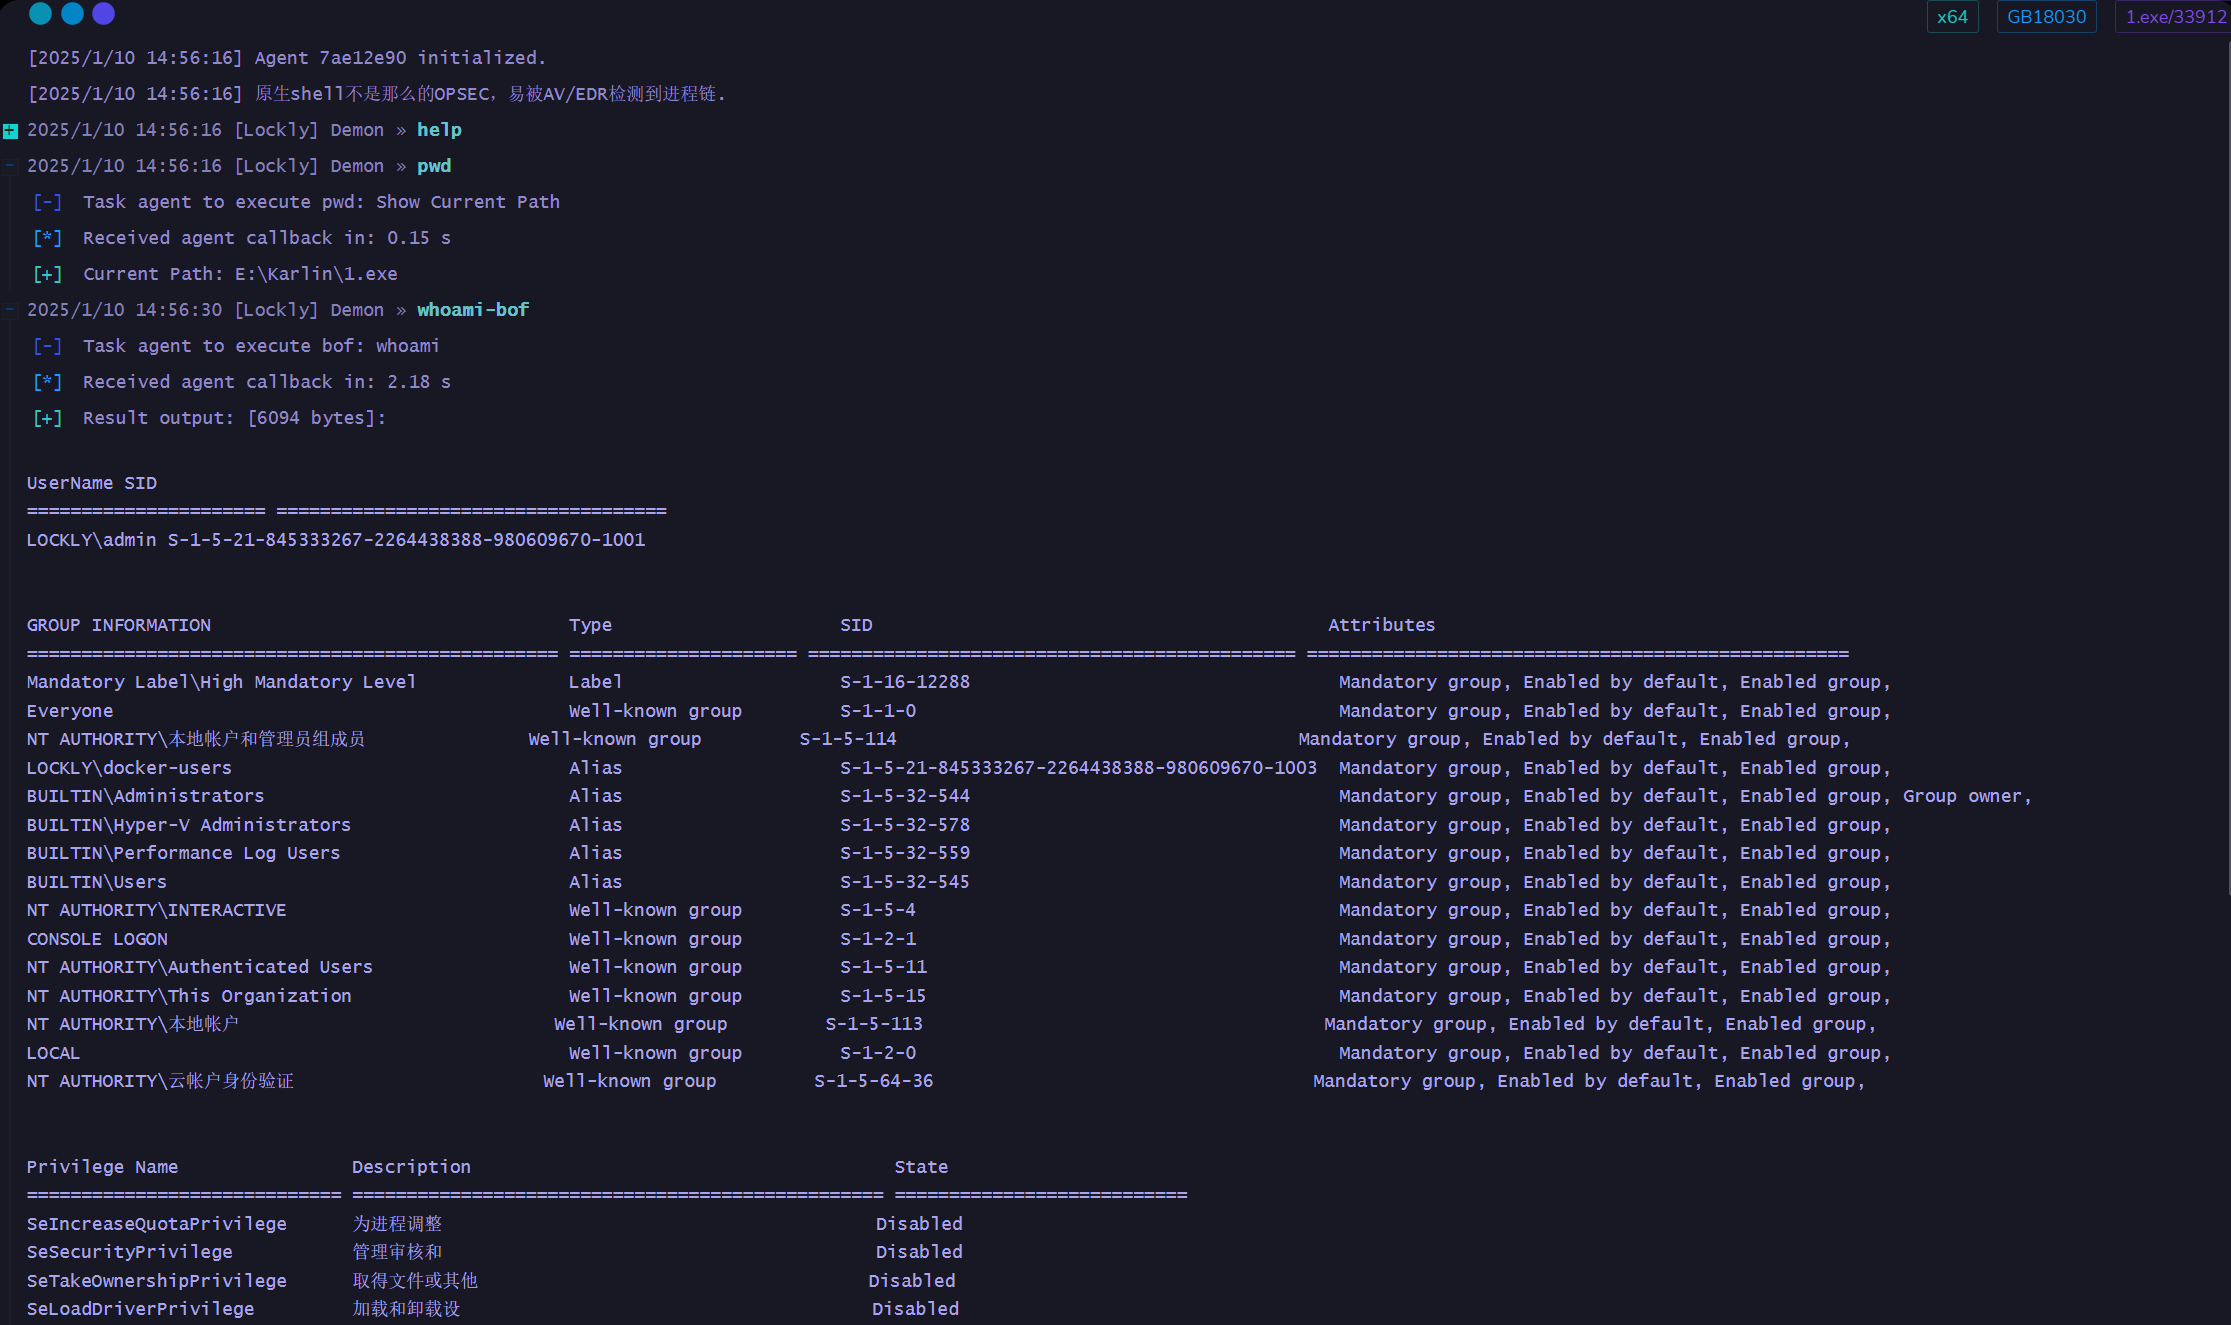 x64 GB18030 1.exe/33912
[2025/1/10 14:56:16] Agent 7ae12e90 initialized.
[2025/1/10 14:56:16] 原生shell不是那么的OPSEC，易被AV/EDR检测到进程链.
2025/1/10 14:56:16 [Lockly] Demon » help
2025/1/10 14:56:16 [Lockly] Demon » pwd
[-] Task agent to execute pwd: Show Current Path
[*] Received agent callback in: 0.15 s
[+] Current Path: E:\Karlin\1.exe
2025/1/10 14:56:30 [Lockly] Demon » whoami-bof
[-] Task agent to execute bof: whoami
[*] Received agent callback in: 2.18 s
[+] Result output: [6094 bytes]:
UserName SID
====================== ====================================
LOCKLY\admin S-1-5-21-845333267-2264438388-980609670-1001
GROUP INFORMATION Type SID Attributes
================================================= ===================== ============================================= ==================================================
Mandatory Label\High Mandatory Level Label S-1-16-12288 Mandatory group, Enabled by default, Enabled group,
Everyone Well-known group S-1-1-0 Mandatory group, Enabled by default, Enabled group,
NT AUTHORITY\本地帐户和管理员组成员 Well-known group S-1-5-114 Mandatory group, Enabled by default, Enabled group,
LOCKLY\docker-users Alias S-1-5-21-845333267-2264438388-980609670-1003 Mandatory group, Enabled by default, Enabled group,
BUILTIN\Administrators Alias S-1-5-32-544 Mandatory group, Enabled by default, Enabled group, Group owner,
BUILTIN\Hyper-V Administrators Alias S-1-5-32-578 Mandatory group, Enabled by default, Enabled group,
BUILTIN\Performance Log Users Alias S-1-5-32-559 Mandatory group, Enabled by default, Enabled group,
BUILTIN\Users Alias S-1-5-32-545 Mandatory group, Enabled by default, Enabled group,
NT AUTHORITY\INTERACTIVE Well-known group S-1-5-4 Mandatory group, Enabled by default, Enabled group,
CONSOLE LOGON Well-known group S-1-2-1 Mandatory group, Enabled by default, Enabled group,
NT AUTHORITY\Authenticated Users Well-known group S-1-5-11 Mandatory group, Enabled by default, Enabled group,
NT AUTHORITY\This Organization Well-known group S-1-5-15 Mandatory group, Enabled by default, Enabled group,
NT AUTHORITY\本地帐户 Well-known group S-1-5-113 Mandatory group, Enabled by default, Enabled group,
LOCAL Well-known group S-1-2-0 Mandatory group, Enabled by default, Enabled group,
NT AUTHORITY\云帐户身份验证 Well-known group S-1-5-64-36 Mandatory group, Enabled by default, Enabled group,
Privilege Name Description State
============================= ================================================= ===========================
SeIncreaseQuotaPrivilege 为进程调整 Disabled
SeSecurityPrivilege 管理审核和 Disabled
SeTakeOwnershipPrivilege 取得文件或其他 Disabled
SeLoadDriverPrivilege 加载和卸载设 Disabled